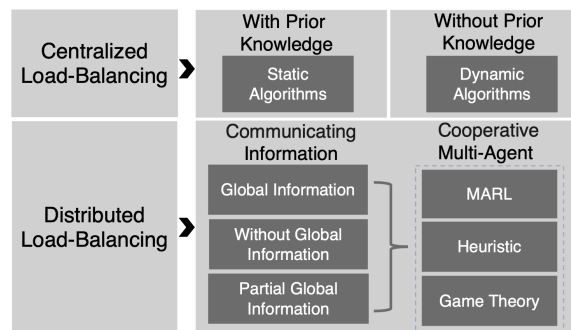 Centralized
Load-Balancing
With Prior
Knowledge
Static
Algorithms
Without Prior
Knowledge
Dynamic
Algorithms
Distributed
Load-Balancing
Communicating
Information
Global Information
Without Global
Information
Partial Global
Information
Cooperative
Multi-Agent
MARL
Heuristic
Game Theory